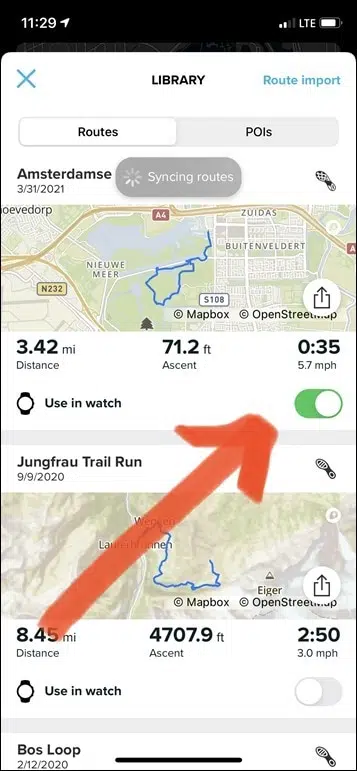 11:29 LTE
LIBRARY Route import
Routes POIs
Amsterdamse
Syncing routes
3/31/2021
A4 ZUIDAS
BUITENVELDERT
NIEUWE
MEER
N232
S108
© Mapbox © OpenStreetMap
3.42 mi 71.2 ft 0:35
Distance Ascent 5.7 mph
Use in watch
Jungfrau Trail Run
9/9/2020
Wengen
Lauterbrunnen
Eiger
© Mapbox © OpenStreetMap
8.45 mi 4707.9 ft 2:50
Distance Ascent 3.0 mph
Use in watch
Bos Loop
2/12/2020